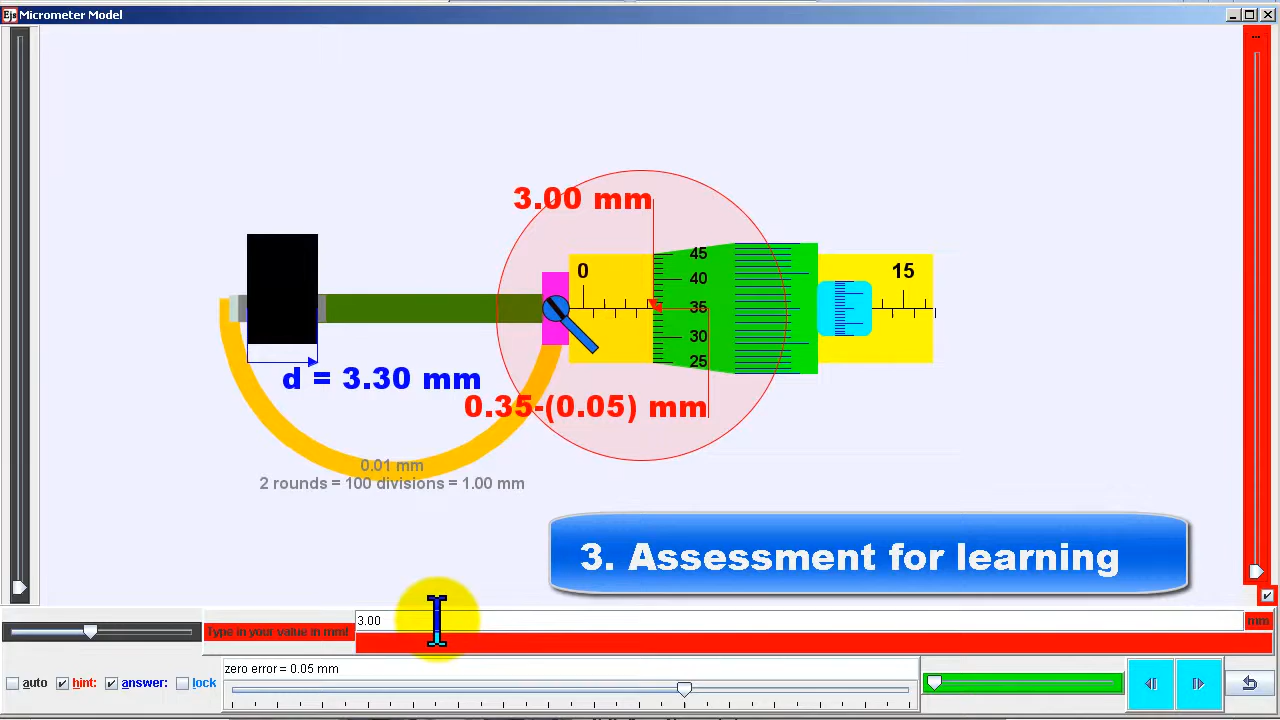 Micrometer Model
...
3.00 mm
45
0
40
15
35
30
25
d = 3.30 mm
0.35-(0.05) mm
0.01 mm
2 rounds = 100 divisions = 1.00 mm
3. Assessment for learning
Type in your value in mm!
3.00
mm
zero error = 0.05 mm
auto
hint:
answer:
lock